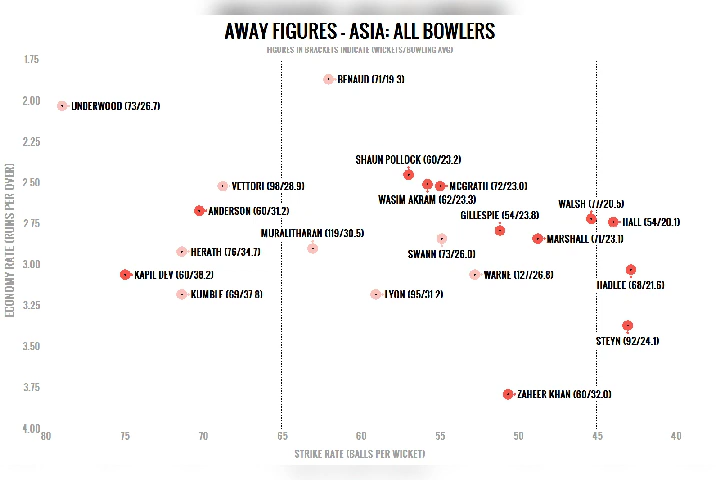 AWAY FIGURES - ASIA: ALL BOWLERS
FIGURES IN BRACKETS INDICATE (WICKETS/BOWLING AVG)
1.75
BENAUD (71/19.3)
2.00
UNDERWOOD (73/26.7)
2.25
SHAUN POLLOCK (60/23.2)
2.50
VETTORI (98/28.9)
MCGRATH (72/23.0)
WASIM AKRAM (62/23.3)
WALSH (77/20.5)
ANDERSON (60/31.2)
GILLESPIE (54/23.8)
HALL (54/20.1)
2.75
MURALITHARAN (119/30.5)
MARSHALL (71/23.1)
HERATH (76/34.7)
SWANN (73/26.0)
3.00
KAPIL DEV (60/38.2)
WARNE (127/26.8)
HADLEE (68/21.6)
KUMBLE (69/37.8)
LYON (95/31.2)
3.25
STEYN (92/24.1)
3.50
3.75
ZAHEER KHAN (60/32.0)
4.00
ECONOMY RATE (RUNS PER OVER)
80 75 70 65 60 55 50 45 40
STRIKE RATE (BALLS PER WICKET)